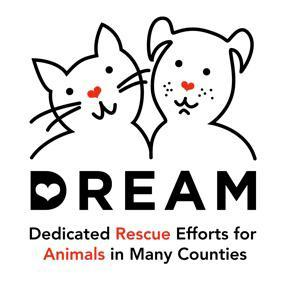 DREAM
Dedicated Rescue Efforts for
Animals in Many Counties